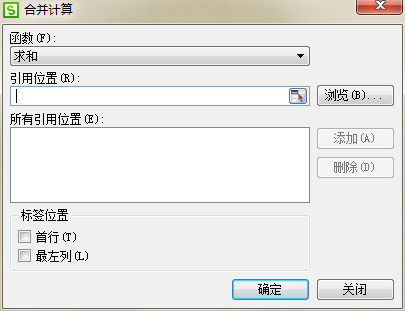 合并计算
函数(F):
求和
引用位置(R):
浏览(B)...
所有引用位置(E):
添加(A)
删除(D)
标签位置
首行(T)
最左列(L)
确定 关闭